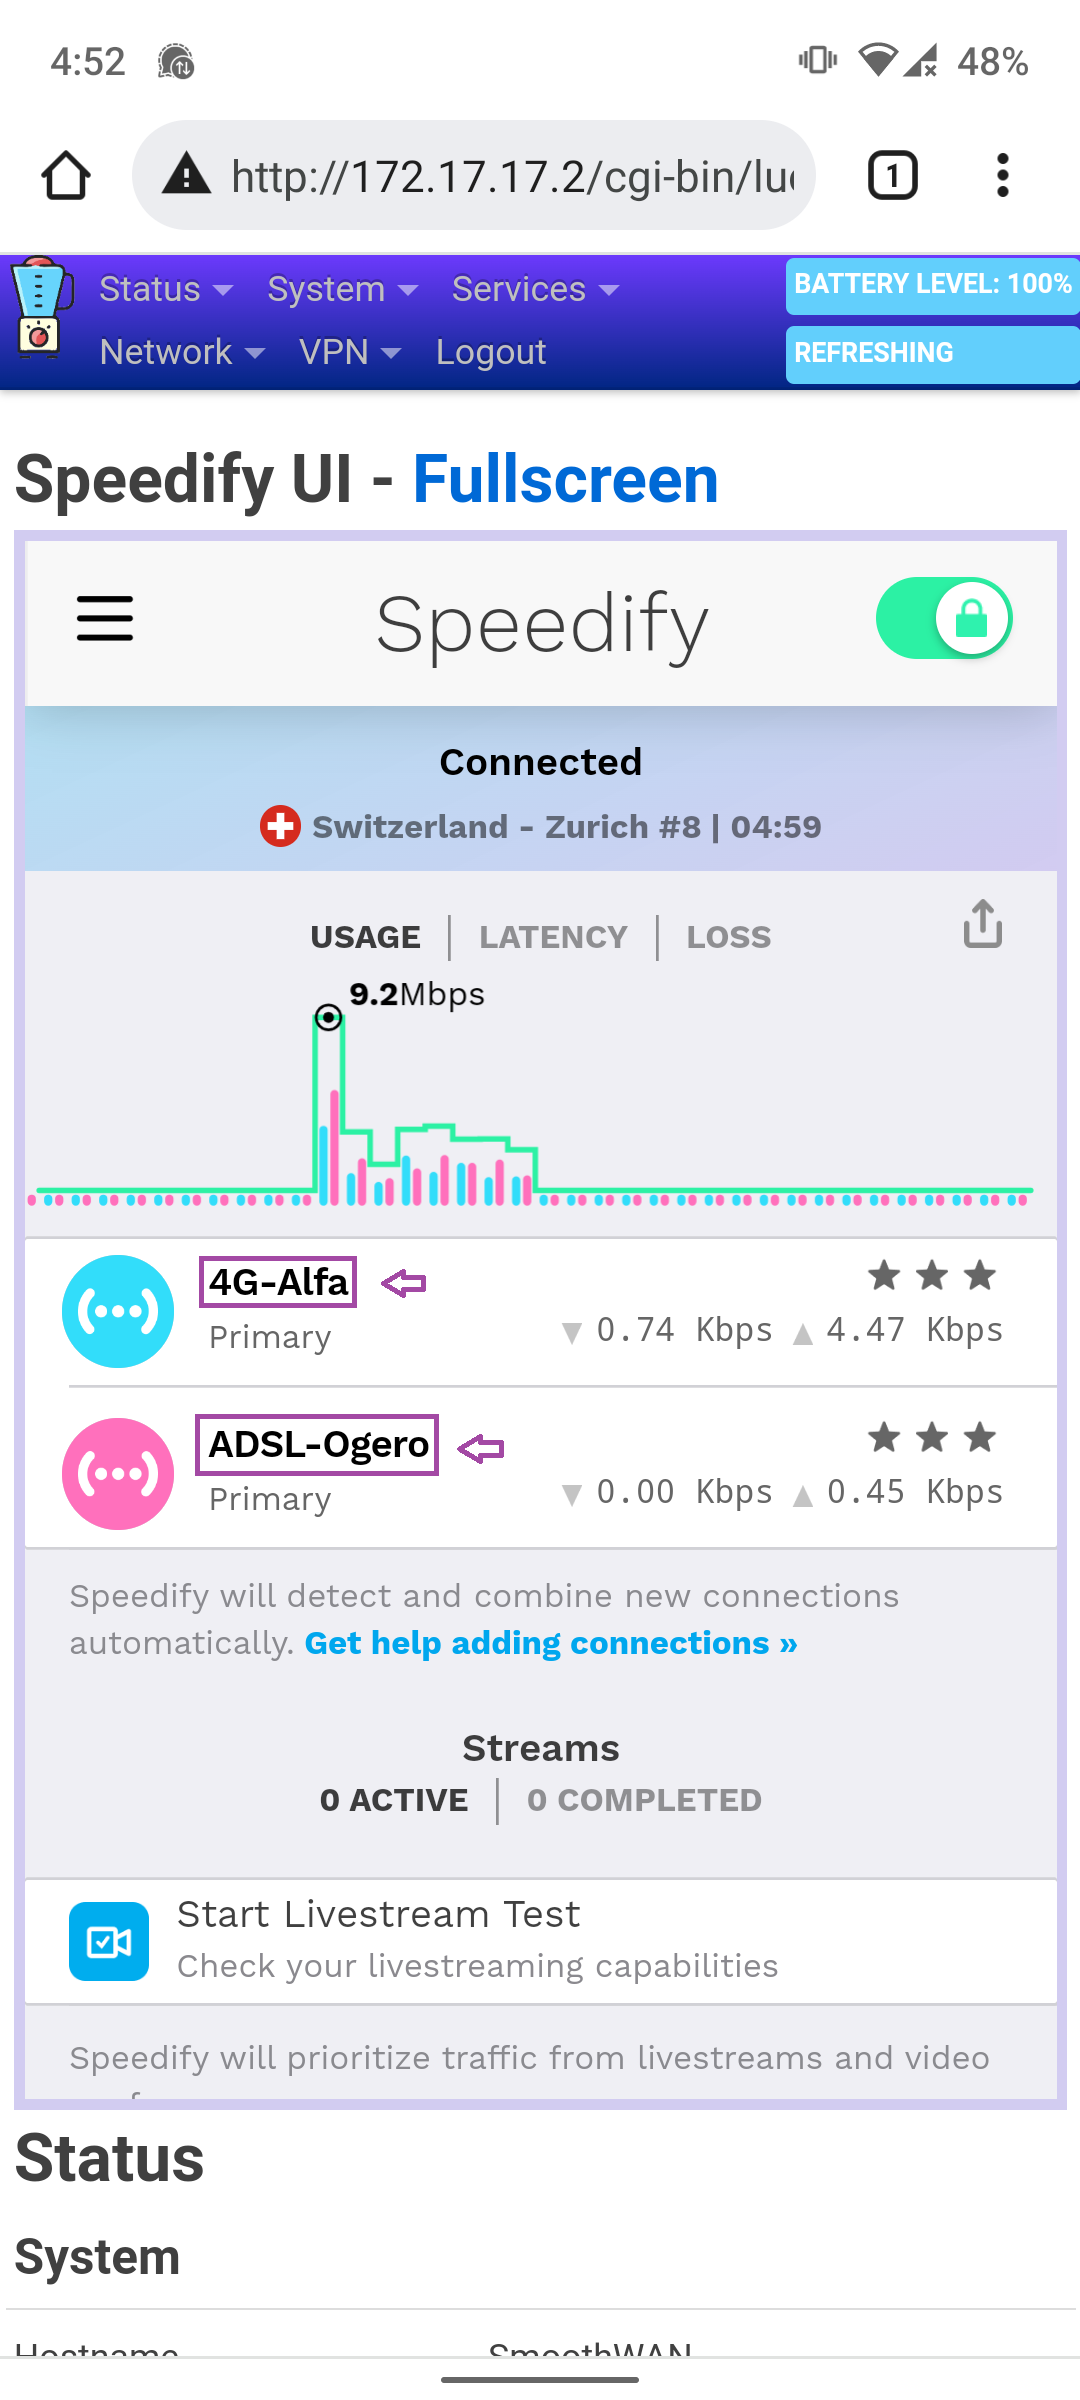 4:52
48%
http://172.17.17.2/cgi-bin/lu
1
Status System Services
BATTERY LEVEL: 100%
Network VPN Logout
REFRESHING
Speedify UI - Fullscreen
Speedify
Connected
Switzerland - Zurich #8 | 04:59
USAGE | LATENCY | LOSS
9.2Mbps
4G-Alfa
Primary
▼ 0.74 Kbps ▲ 4.47 Kbps
ADSL-Ogero
Primary
▼ 0.00 Kbps ▲ 0.45 Kbps
Speedify will detect and combine new connections
automatically. Get help adding connections »
Streams
0 ACTIVE | 0 COMPLETED
Start Livestream Test
Check your livestreaming capabilities
Speedify will prioritize traffic from livestreams and video
Status
System
Hostname SmoothWAN